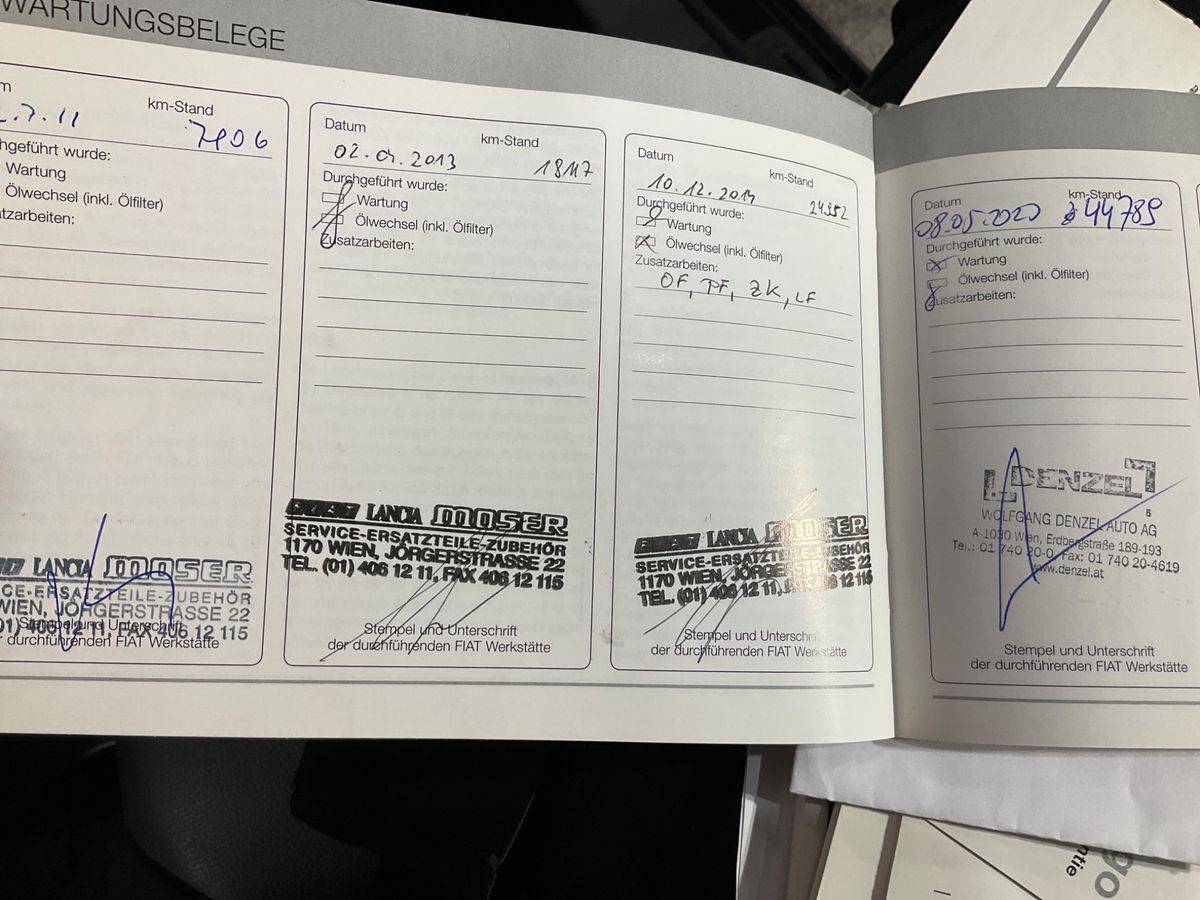 WARTUNGSBELEGE
km-Stand
.7.11
7906
Durchgeführt wurde:
Wartung
Ölwechsel (inkl. Ölfilter)
Zusatzarbeiten:
LANCIA MOSER
SERVICE-ERSATZTEILE-ZUBEHÖR
WIEN, JÖRGERSTRASSE 22
01) 406 12 11, FAX 406 12 115
Stempel und Unterschrift
der durchführenden FIAT Werkstätte
Datum
km-Stand
02.04.2013
18117
Durchgeführt wurde:
Wartung
Ölwechsel (inkl. Ölfilter)
Zusatzarbeiten:
FIAT LANCIA MOSER
SERVICE-ERSATZTEILE-ZUBEHÖR
1170 WIEN, JÖRGERSTRASSE 22
TEL. (01) 406 12 11, FAX 406 12 115
Stempel und Unterschrift
der durchführenden FIAT Werkstätte
Datum
km-Stand
10.12.2014
24352
Durchgeführt wurde:
Wartung
Ölwechsel (inkl. Ölfilter)
Zusatzarbeiten:
OF, PF, ZK, LF
LANCIA MOSER
SERVICE-ERSATZTEILE-ZUBEHÖR
1170 WIEN, JÖRGERSTRASSE 22
TEL. (01) 406 12 11, FAX 406 12 115
Stempel und Unterschrift
der durchführenden FIAT Werkstätte
Datum
km-Stand
08.05.2020
44789
Durchgeführt wurde:
Wartung
Ölwechsel (inkl. Ölfilter)
Zusatzarbeiten:
DENZEL
5
WOLFGANG DENZEL AUTO AG
A-1030 Wien, Erdbergstraße 189-193
Tel.: 01 740 20-0, Fax: 01 740 20-4619
www.denzel.at
Stempel und Unterschrift
der durchführenden FIAT Werkstätte
go
ntie